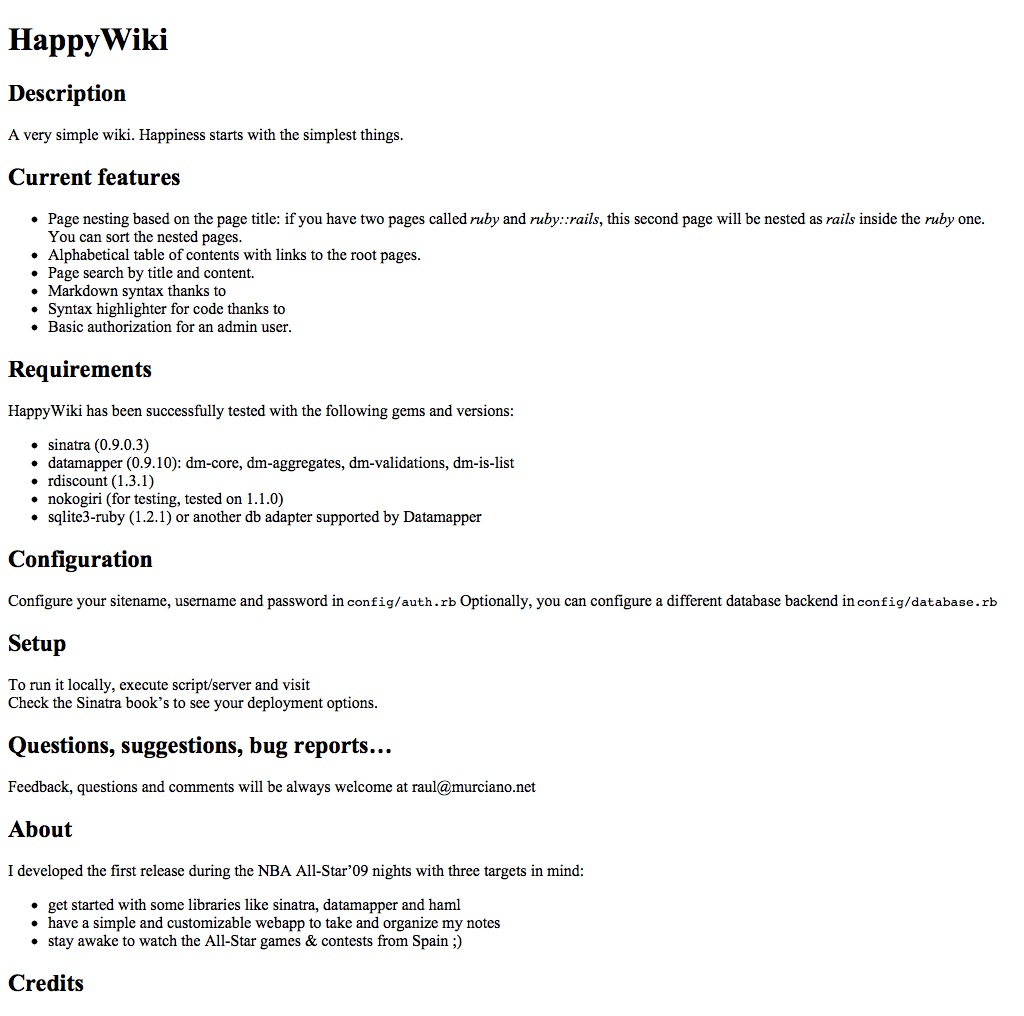 HappyWiki
Description
A very simple wiki. Happiness starts with the simplest things.
Current features
• Page nesting based on the page title: if you have two pages called ruby and ruby::rails, this second page will be nested as rails inside the ruby one.
You can sort the nested pages.
• Alphabetical table of contents with links to the root pages.
• Page search by title and content.
• Markdown syntax thanks to
• Syntax highlighter for code thanks to
• Basic authorization for an admin user.
Requirements
HappyWiki has been successfully tested with the following gems and versions:
• sinatra (0.9.0.3)
• datamapper (0.9.10): dm-core, dm-aggregates, dm-validations, dm-is-list
• rdiscount (1.3.1)
• nokogiri (for testing, tested on 1.1.0)
• sqlite3-ruby (1.2.1) or another db adapter supported by Datamapper
Configuration
Configure your sitename, username and password in config/auth.rb Optionally, you can configure a different database backend in config/database.rb
Setup
To run it locally, execute script/server and visit
Check the Sinatra book’s to see your deployment options.
Questions, suggestions, bug reports…
Feedback, questions and comments will be always welcome at raul@murciano.net
About
I developed the first release during the NBA All-Star’09 nights with three targets in mind:
• get started with some libraries like sinatra, datamapper and haml
• have a simple and customizable webapp to take and organize my notes
• stay awake to watch the All-Star games & contests from Spain ;)
Credits